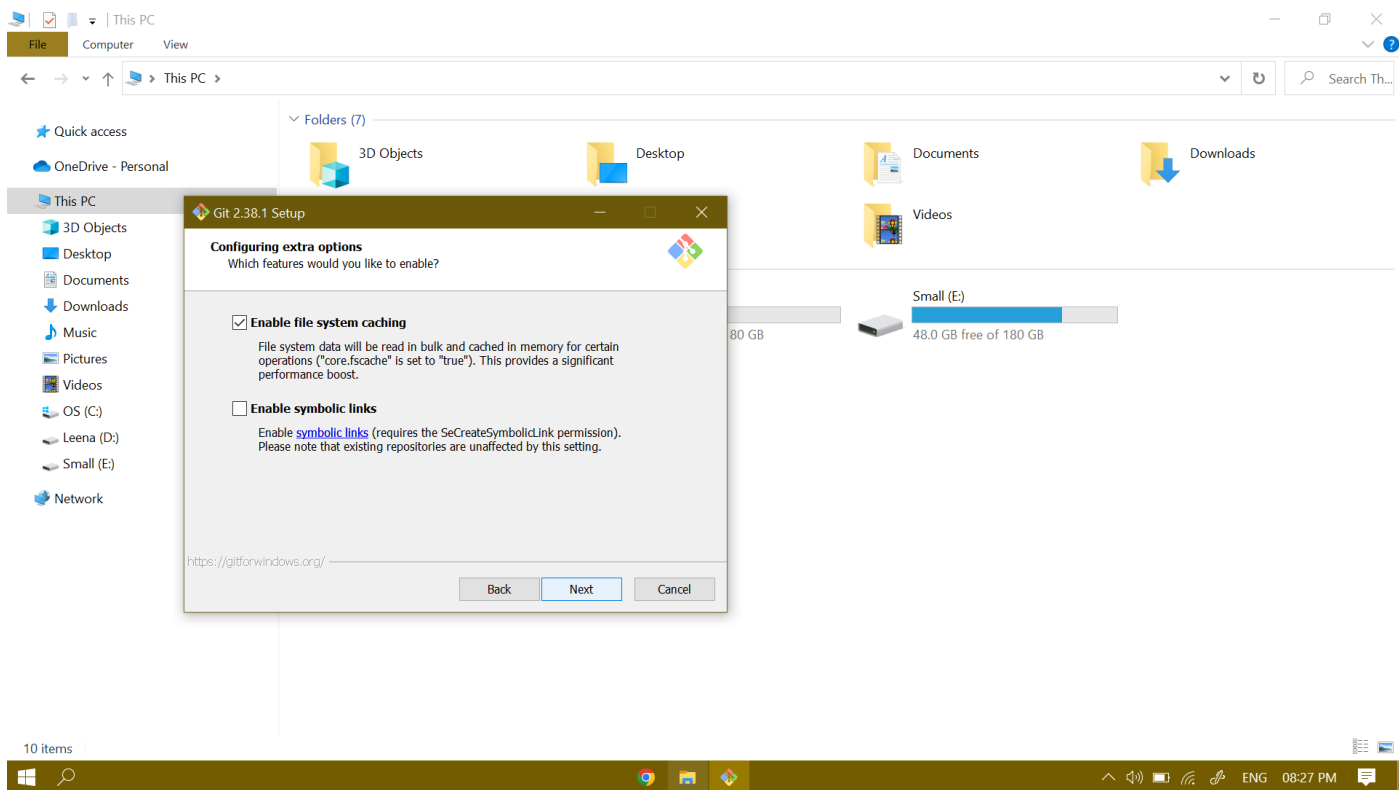 This PC
File Computer View
This PC
Search Th...
Quick access
OneDrive - Personal
This PC
3D Objects
Desktop
Documents
Downloads
Music
Pictures
Videos
OS (C:)
Leena (D:)
Small (E:)
Network
Folders (7)
3D Objects
Desktop
Documents
Downloads
Videos
Small (E:)
80 GB
48.0 GB free of 180 GB
Git 2.38.1 Setup
Configuring extra options
Which features would you like to enable?
Enable file system caching
File system data will be read in bulk and cached in memory for certain
operations ("core.fscache" is set to "true"). This provides a significant
performance boost.
Enable symbolic links
Enable symbolic links (requires the SeCreateSymbolicLink permission).
Please note that existing repositories are unaffected by this setting.
https://gitforwindows.org/
Back Next Cancel
10 items
ENG 08:27 PM